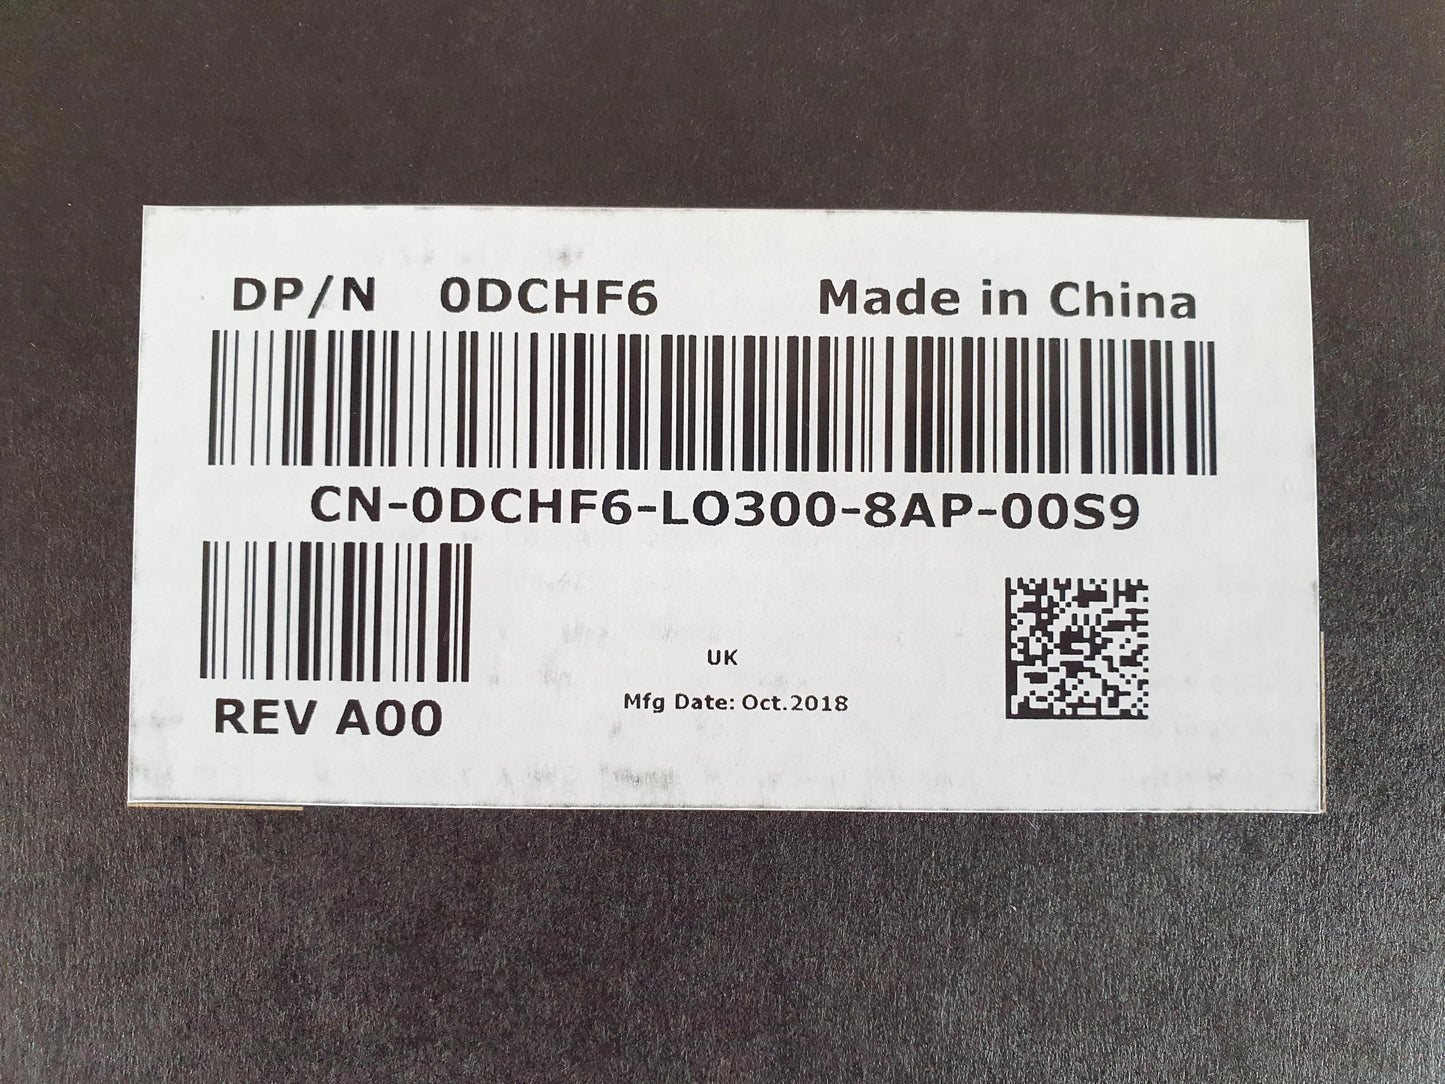 DP/N 0DCHF6 Made in China
CN-0DCHF6-LO300-8AP-00S9
REV A00
UK
Mfg Date: Oct.2018